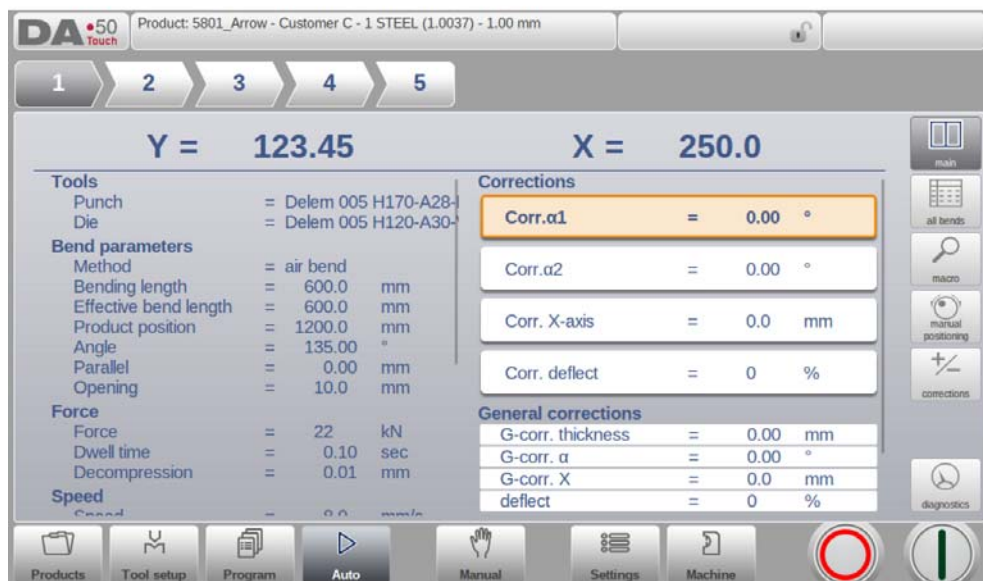 DA•50
Touch
Product: 5801_Arrow - Customer C - 1 STEEL (1.0037) - 1.00 mm
1 2 3 4 5
Y = 123.45 X = 250.0
Tools
Punch = Delem 005 H170-A28-
Die = Delem 005 H120-A30-
Bend parameters
Method = air bend
Bending length = 600.0 mm
Effective bend length = 600.0 mm
Product position = 1200.0 mm
Angle = 135.00 °
Parallel = 0.00 mm
Opening = 10.0 mm
Force
Force = 22 kN
Dwell time = 0.10 sec
Decompression = 0.01 mm
Speed
Corrections
Corr.α1 = 0.00 °
Corr.α2 = 0.00 °
Corr. X-axis = 0.0 mm
Corr. deflect = 0 %
General corrections
G-corr. thickness = 0.00 mm
G-corr. α = 0.00 °
G-corr. X = 0.0 mm
deflect = 0 %
main
all bends
macro
manual
positioning
corrections
diagnostics
Products Tool setup Program Auto Manual Settings Machine